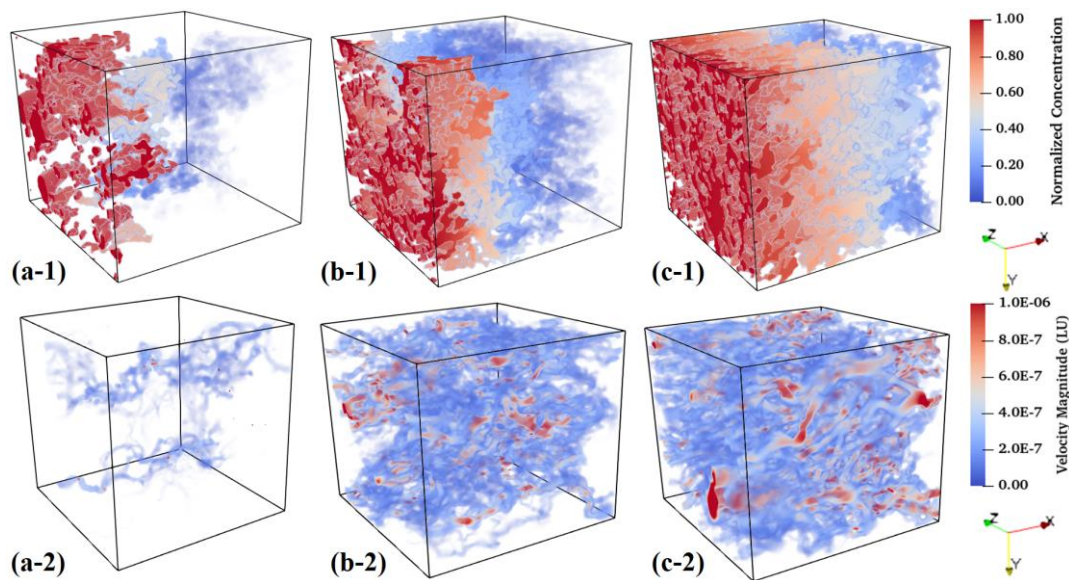 (a-1)
(b-1)
(c-1)
1.00
0.80
0.60
0.40
0.20
0.00
Normalized Concentration
Z
X
Y
(a-2)
(b-2)
(c-2)
1.0E-06
8.0E-7
6.0E-7
4.0E-7
2.0E-7
0.00
Velocity Magnitude (LU)
Z
X
Y